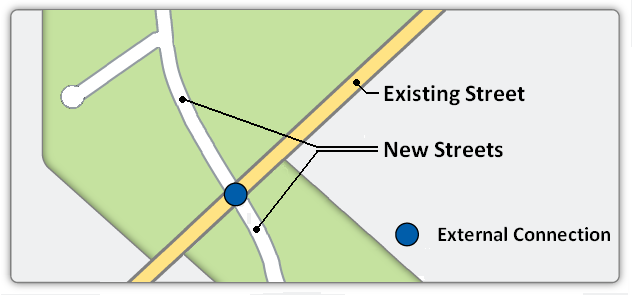 Existing Street
New Streets
External Connection